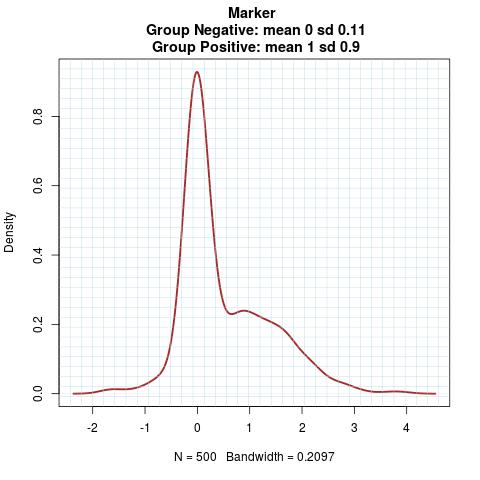 Marker
Group Negative: mean 0 sd 0.11
Group Positive: mean 1 sd 0.9
Density
0.8
0.6
0.4
0.2
0.0
-2 -1 0 1 2 3 4
N = 500 Bandwidth = 0.2097